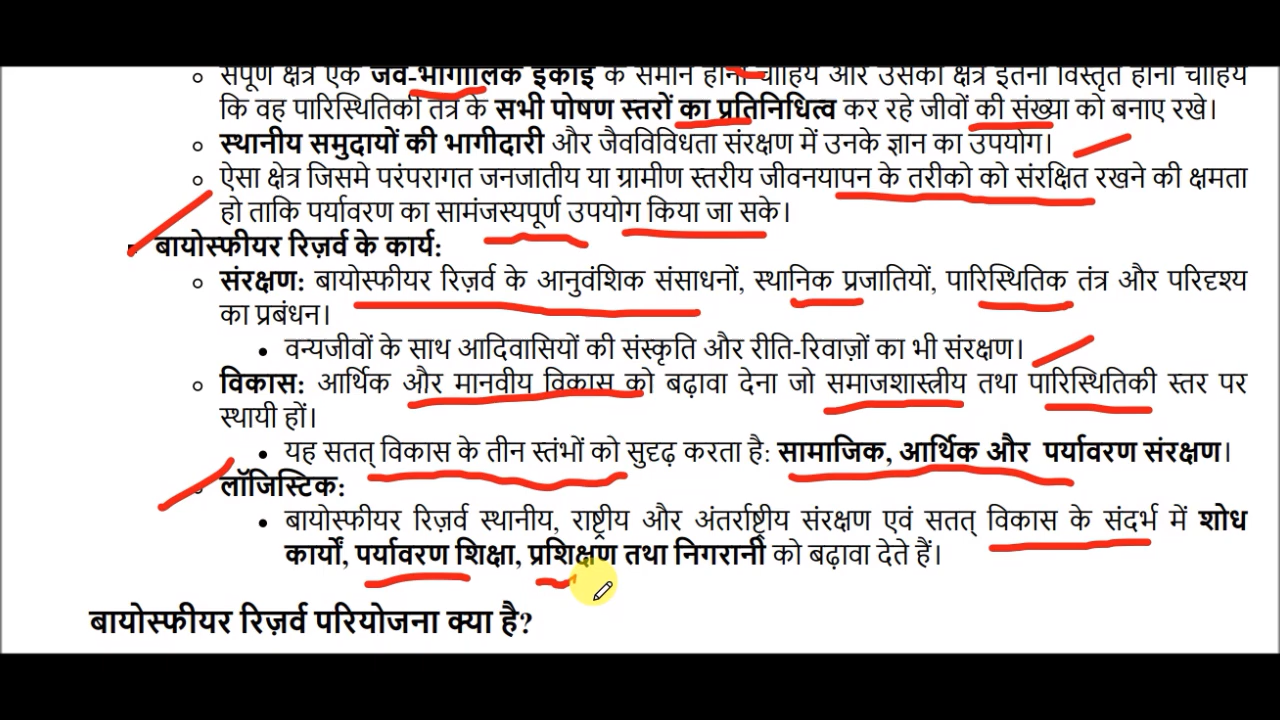 संपूर्ण क्षेत्र एक जैव-भौगोलिक इकाई के समान होना चाहिये और उसका क्षेत्र इतना विस्तृत होना चाहिये
कि वह पारिस्थितिकी तंत्र के सभी पोषण स्तरों का प्रतिनिधित्व कर रहे जीवों की संख्या को बनाए रखे।
स्थानीय समुदायों की भागीदारी और जैवविविधता संरक्षण में उनके ज्ञान का उपयोग।
ऐसा क्षेत्र जिसमे परंपरागत जनजातीय या ग्रामीण स्तरीय जीवनयापन के तरीको को संरक्षित रखने की क्षमता
हो ताकि पर्यावरण का सामंजस्यपूर्ण उपयोग किया जा सके।
बायोस्फीयर रिज़र्व के कार्य:
संरक्षण: बायोस्फीयर रिज़र्व के आनुवंशिक संसाधनों, स्थानिक प्रजातियों, पारिस्थितिक तंत्र और परिदृश्य
का प्रबंधन।
वन्यजीवों के साथ आदिवासियों की संस्कृति और रीति-रिवाज़ों का भी संरक्षण।
विकास: आर्थिक और मानवीय विकास को बढ़ावा देना जो समाजशास्त्रीय तथा पारिस्थितिकी स्तर पर
स्थायी हों।
यह सतत् विकास के तीन स्तंभों को सुदृढ़ करता है: सामाजिक, आर्थिक और पर्यावरण संरक्षण।
लॉजिस्टिक:
बायोस्फीयर रिज़र्व स्थानीय, राष्ट्रीय और अंतर्राष्ट्रीय संरक्षण एवं सतत् विकास के संदर्भ में शोध
कार्यों, पर्यावरण शिक्षा, प्रशिक्षण तथा निगरानी को बढ़ावा देते हैं।
बायोस्फीयर रिज़र्व परियोजना क्या है?